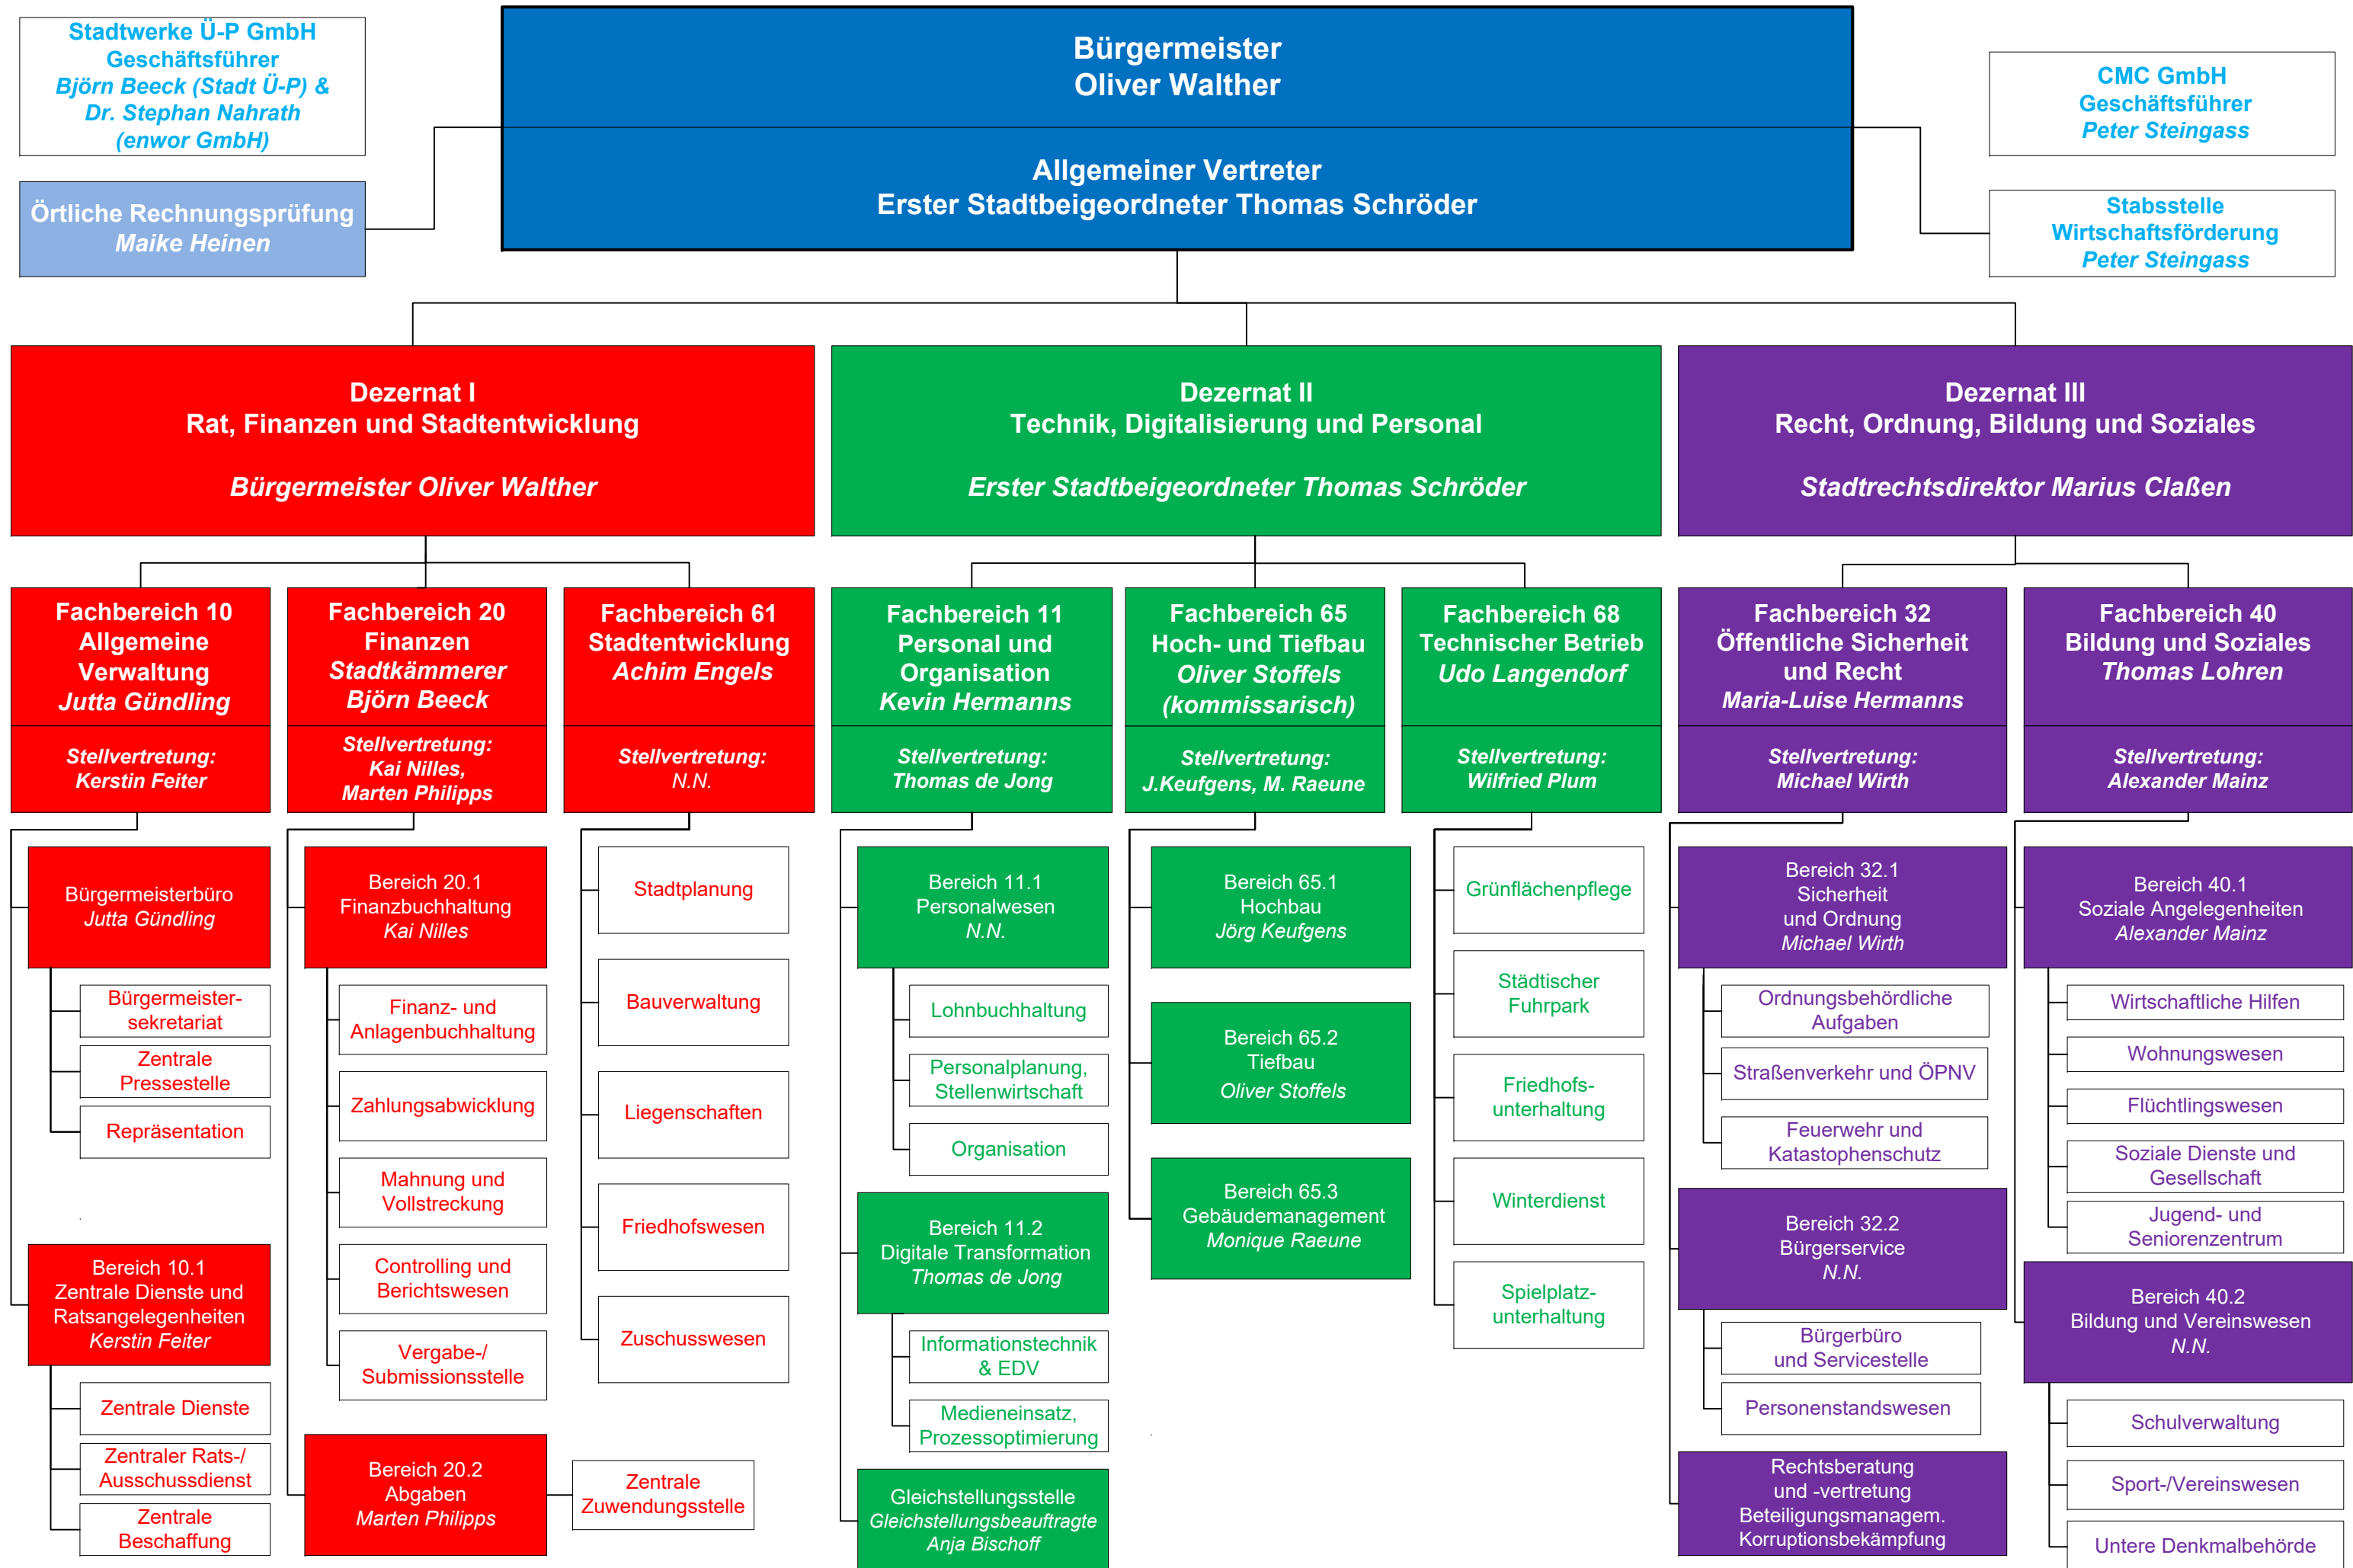 Stadtwerke Ü-P GmbH
Geschäftsführer
Björn Beeck (Stadt Ü-P) &
Dr. Stephan Nahrath
(enwor GmbH)
Örtliche Rechnungsprüfung
Maike Heinen
Bürgermeister
Oliver Walther
Allgemeiner Vertreter
Erster Stadtbeigeordneter Thomas Schröder
CMC GmbH
Geschäftsführer
Peter Steingass
Stabsstelle
Wirtschaftsförderung
Peter Steingass
Dezernat I
Rat, Finanzen und Stadtentwicklung
Bürgermeister Oliver Walther
Dezernat II
Technik, Digitalisierung und Personal
Erster Stadtbeigeordneter Thomas Schröder
Dezernat III
Recht, Ordnung, Bildung und Soziales
Stadtrechtsdirektor Marius Claßen
Fachbereich 10
Allgemeine
Verwaltung
Jutta Gündling
Stellvertretung:
Kerstin Feiter
Fachbereich 20
Finanzen
Stadtkämmerer
Björn Beeck
Stellvertretung:
Kai Nilles,
Marten Philipps
Fachbereich 61
Stadtentwicklung
Achim Engels
Stellvertretung:
N.N.
Fachbereich 11
Personal und
Organisation
Kevin Hermanns
Stellvertretung:
Thomas de Jong
Fachbereich 65
Hoch- und Tiefbau
Oliver Stoffels
(kommissarisch)
Stellvertretung:
J.Keufgens, M. Raeune
Fachbereich 68
Technischer Betrieb
Udo Langendorf
Stellvertretung:
Wilfried Plum
Fachbereich 32
Öffentliche Sicherheit
und Recht
Maria-Luise Hermanns
Stellvertretung:
Michael Wirth
Fachbereich 40
Bildung und Soziales
Thomas Lohren
Stellvertretung:
Alexander Mainz
Bürgermeisterbüro
Jutta Gündling
Bürgermeister-
sekretariat
Zentrale
Pressestelle
Repräsentation
Bereich 10.1
Zentrale Dienste und
Ratsangelegenheiten
Kerstin Feiter
Zentrale Dienste
Zentraler Rats-/
Ausschussdienst
Zentrale
Beschaffung
Bereich 20.1
Finanzbuchhaltung
Kai Nilles
Finanz- und
Anlagenbuchhaltung
Zahlungsabwicklung
Mahnung und
Vollstreckung
Controlling und
Berichtswesen
Vergabe-/
Submissionsstelle
Bereich 20.2
Abgaben
Marten Philipps
Zentrale
Zuwendungsstelle
Stadtplanung
Bauverwaltung
Liegenschaften
Friedhofswesen
Zuschusswesen
Bereich 11.1
Personalwesen
N.N.
Lohnbuchhaltung
Personalplanung,
Stellenwirtschaft
Organisation
Bereich 11.2
Digitale Transformation
Thomas de Jong
Informationstechnik
& EDV
Medieneinsatz,
Prozessoptimierung
Gleichstellungsstelle
Gleichstellungsbeauftragte
Anja Bischoff
Bereich 65.1
Hochbau
Jörg Keufgens
Bereich 65.2
Tiefbau
Oliver Stoffels
Bereich 65.3
Gebäudemanagement
Monique Raeune
Grünflächenpflege
Städtischer
Fuhrpark
Friedhofs-
unterhaltung
Winterdienst
Spielplatz-
unterhaltung
Bereich 32.1
Sicherheit
und Ordnung
Michael Wirth
Ordnungsbehördliche
Aufgaben
Straßenverkehr und ÖPNV
Feuerwehr und
Katastophenschutz
Bereich 32.2
Bürgerservice
N.N.
Bürgerbüro
und Servicestelle
Personenstandswesen
Rechtsberatung
und -vertretung
Beteiligungsmanagem.
Korruptionsbekämpfung
Bereich 40.1
Soziale Angelegenheiten
Alexander Mainz
Wirtschaftliche Hilfen
Wohnungswesen
Flüchtlingswesen
Soziale Dienste und
Gesellschaft
Jugend- und
Seniorenzentrum
Bereich 40.2
Bildung und Vereinswesen
N.N.
Schulverwaltung
Sport-/Vereinswesen
Untere Denkmalbehörde